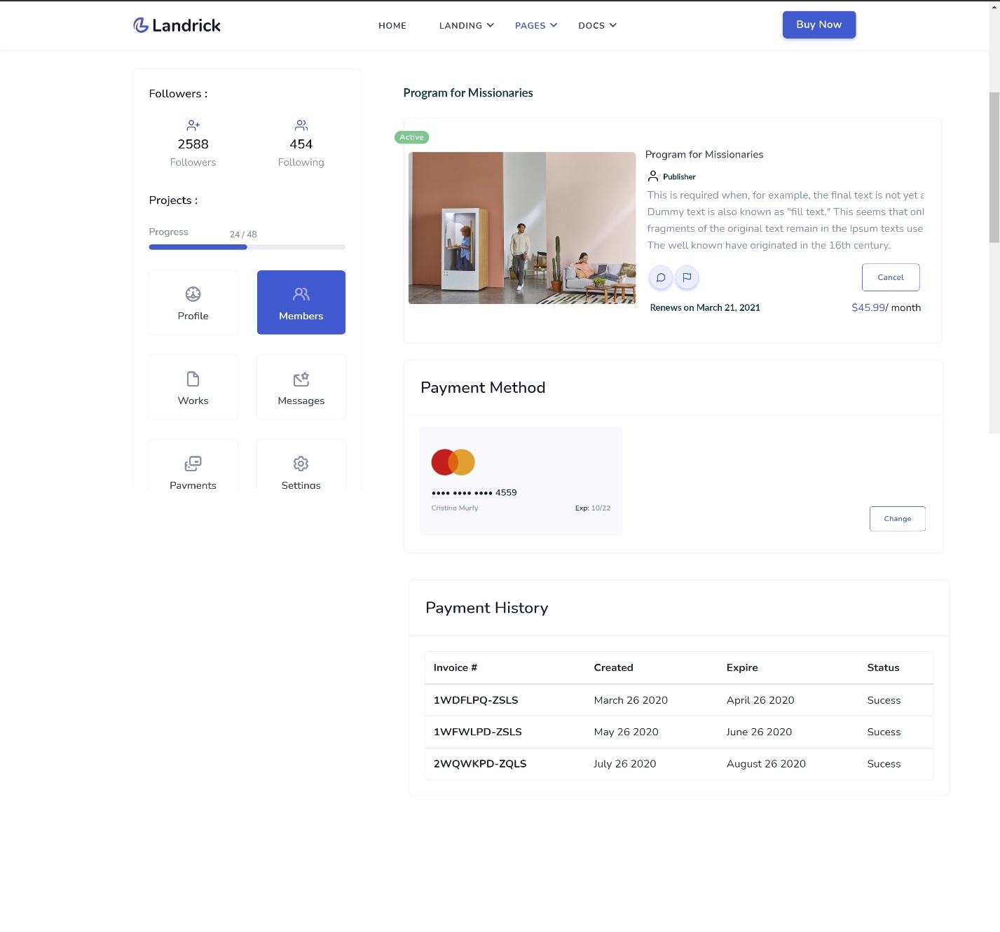 Landrick
HOME LANDING PAGES DOCS
Buy Now
Followers :
2588
Followers
454
Following
Projects :
Progress
24 / 48
Profile
Members
Works
Messages
Payments
Settings
Program for Missionaries
Active
Program for Missionaries
Publisher
This is required when, for example, the final text is not yet a
Dummy text is also known as "fill text." This seems that onl
fragments of the original text remain in the Ipsum texts use
The well known have originated in the 16th century.
Cancel
Renews on March 21, 2021
$45.99/ month
Payment Method
•••• •••• •••• 4559
Cristino Murfy
Exp: 10/22
Change
Payment History
Invoice # Created Expire Status
1WDFLPQ-ZSLS March 26 2020 April 26 2020 Sucess
1WFWLPD-ZSLS May 26 2020 June 26 2020 Sucess
2WQWKPD-ZQLS July 26 2020 August 26 2020 Sucess